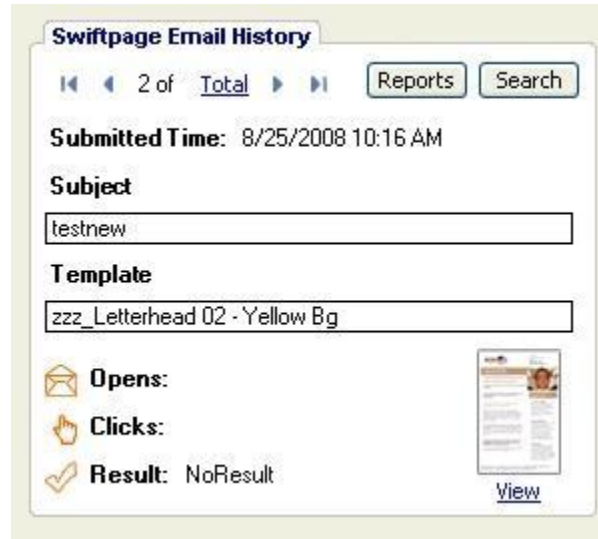 Swiftpage Email History
2 of Total Reports Search
Submitted Time: 8/25/2008 10:16 AM
Subject
testnew
Template
zzz_Letterhead 02 - Yellow Bg
Opens:
Clicks:
Result: NoResult
View